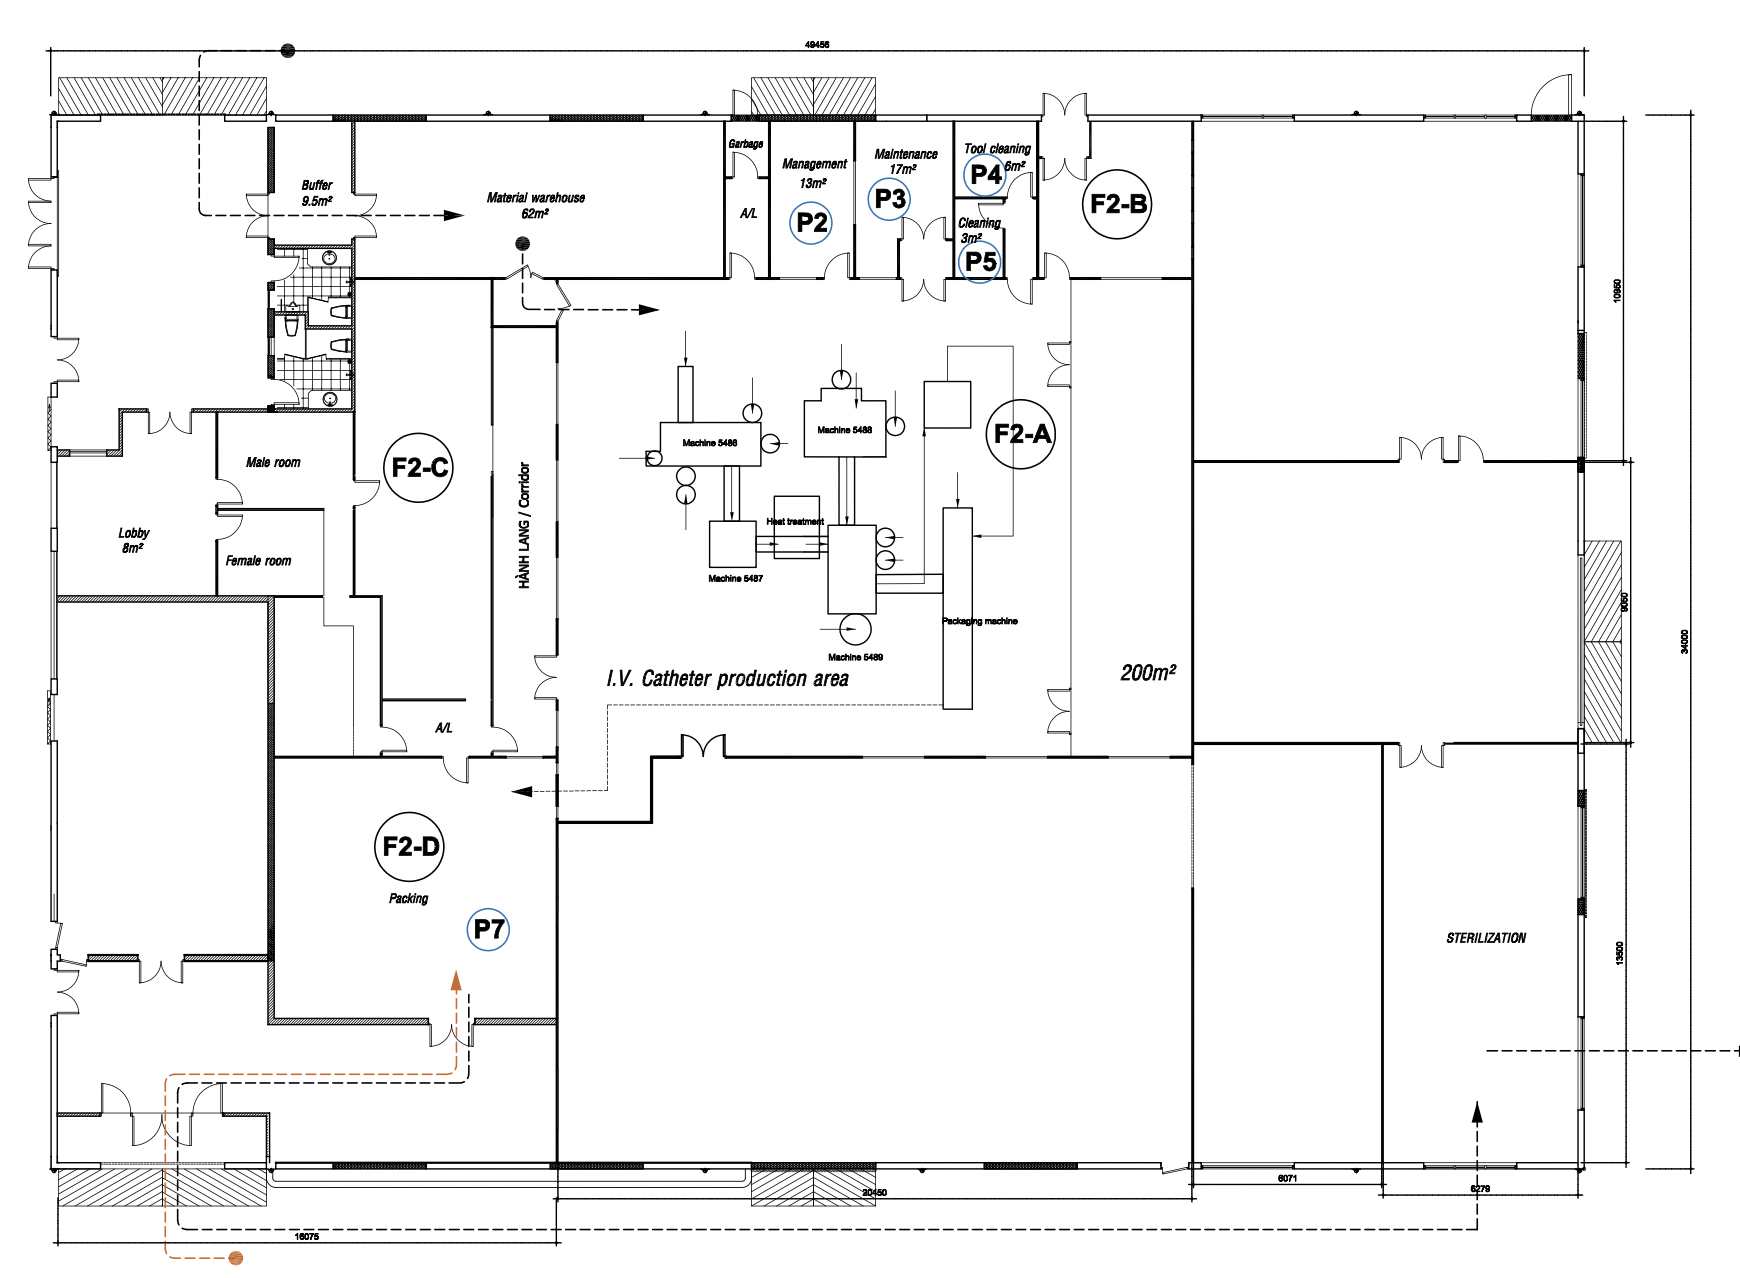 49456
Garbage
Management
13m²
P2
Maintenance
17m²
P3
Tool cleaning
6m²
P4
Cleaning
3m²
P5
F2-B
Buffer
9.5m²
Material warehouse
62m²
A/L
10950
Machine 5486
Machine 5488
F2-A
Male room
F2-C
HÀNH LANG / Corridor
Lobby
8m²
Female room
Heat treatment
Machine 5487
Packaging machine
Machine 5489
9050
34000
I.V. Catheter production area
200m²
A/L
F2-D
Packing
P7
STERILIZATION
13500
6071
6279
20450
16075